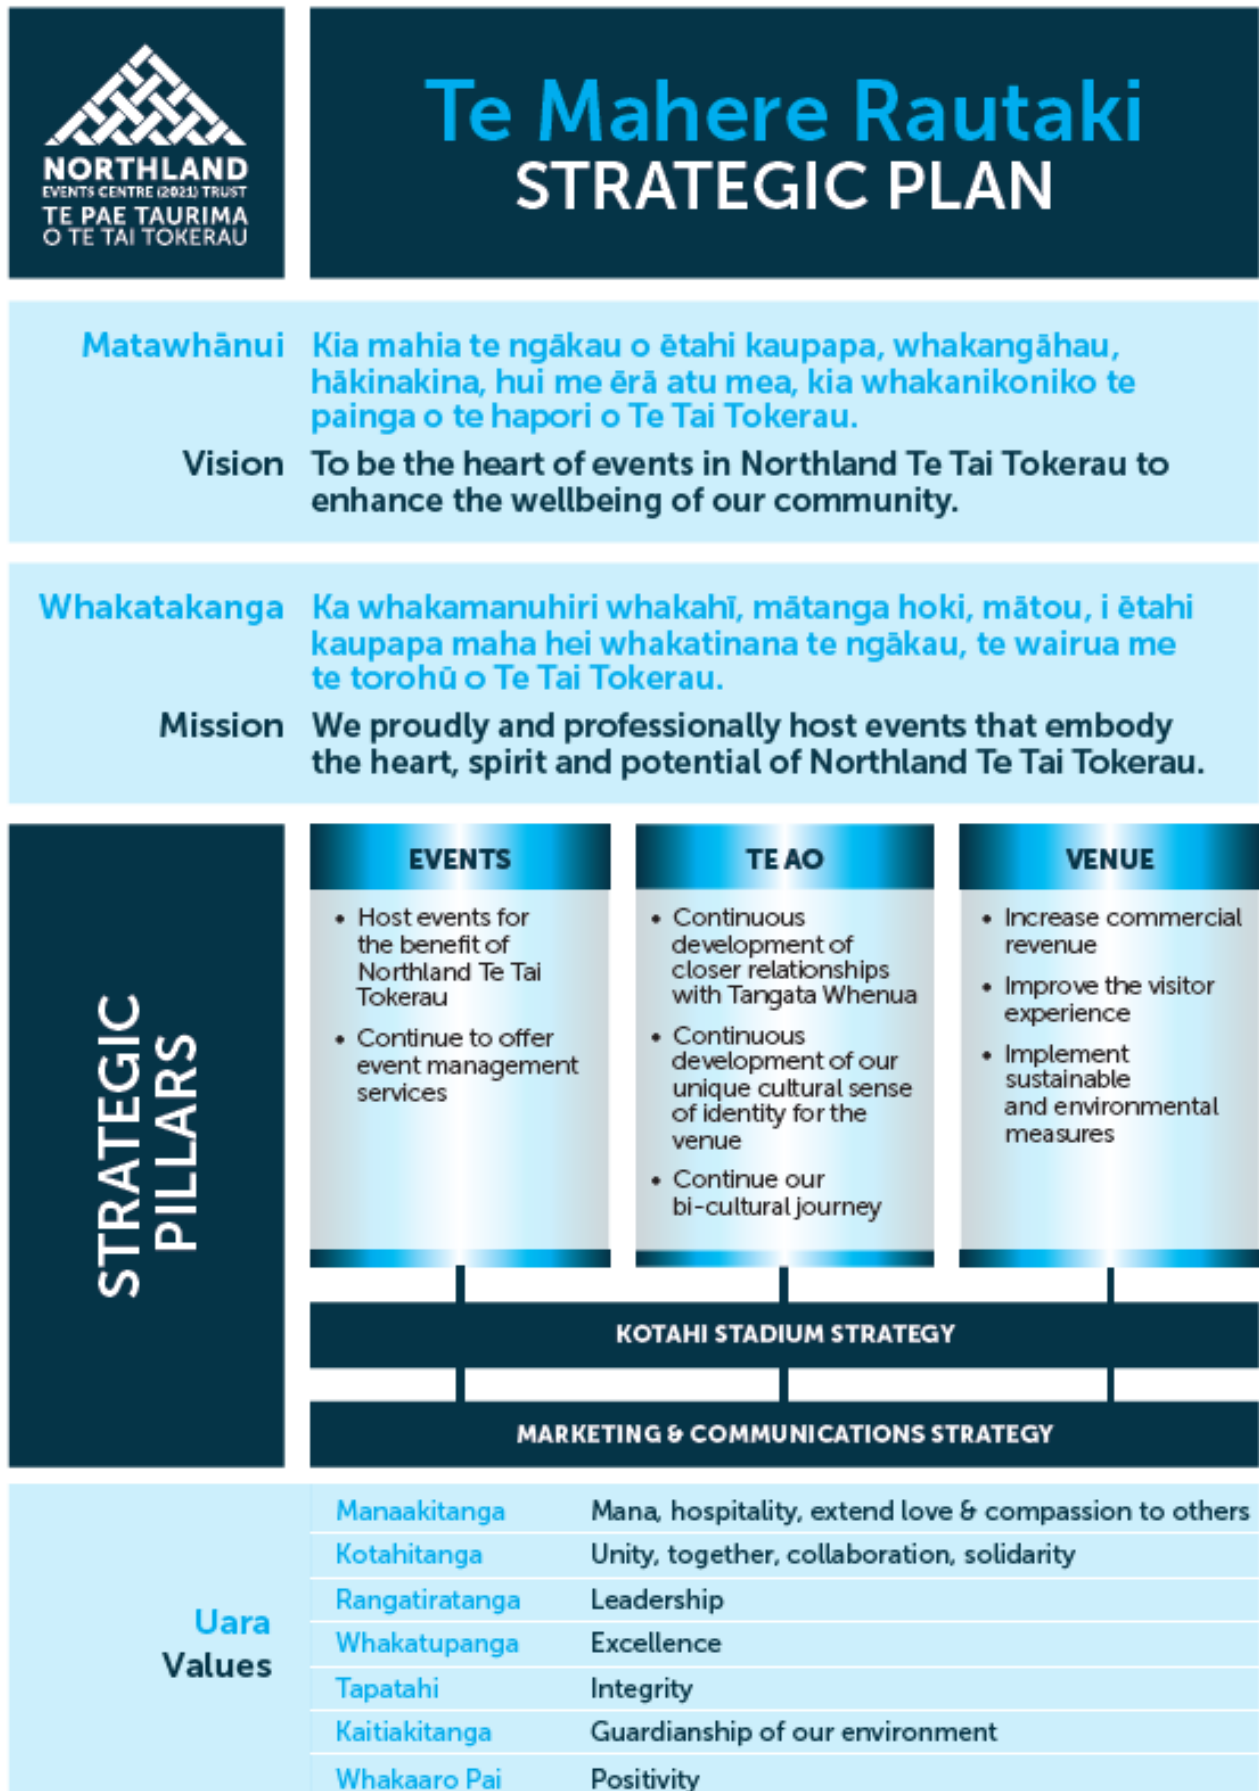 NORTHLAND
EVENTS CENTRE (2021) TRUST
TE PAE TAURIMA
O TE TAI TOKERAU
Te Mahere Rautaki
STRATEGIC PLAN
Matawhānui
Kia mahia te ngākau o ētahi kaupapa, whakangāhau,
hākinakina, hui me ērā atu mea, kia whakanikoniko te
painga o te hapori o Te Tai Tokerau.
Vision
To be the heart of events in Northland Te Tai Tokerau to
enhance the wellbeing of our community.
Whakatakanga
Ka whakamanuhiri whakahī, mātanga hoki, mātou, i ētahi
kaupapa maha hei whakatinana te ngākau, te wairua me
te torohū o Te Tai Tokerau.
Mission
We proudly and professionally host events that embody
the heart, spirit and potential of Northland Te Tai Tokerau.
STRATEGIC
PILLARS
EVENTS
• Host events for
the benefit of
Northland Te Tai
Tokerau
• Continue to offer
event management
services
TE AO
• Continuous
development of
closer relationships
with Tangata Whenua
• Continuous
development of our
unique cultural sense
of identity for the
venue
• Continue our
bi-cultural journey
VENUE
• Increase commercial
revenue
• Improve the visitor
experience
• Implement
sustainable
and environmental
measures
KOTAHI STADIUM STRATEGY
MARKETING & COMMUNICATIONS STRATEGY
Uara
Values
Manaakitanga Mana, hospitality, extend love & compassion to others
Kotahitanga Unity, together, collaboration, solidarity
Rangatiratanga Leadership
Whakatupanga Excellence
Tapatahi Integrity
Kaitiakitanga Guardianship of our environment
Whakaaro Pai Positivity